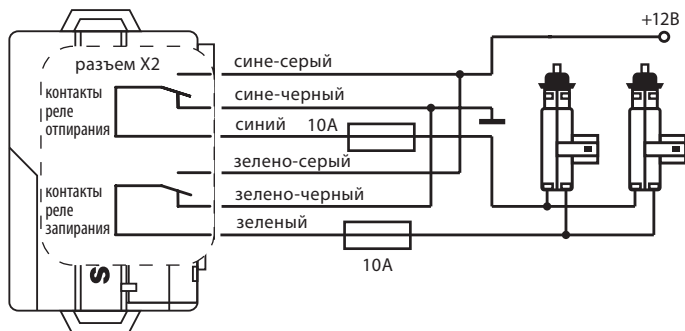 +12В
разъем X2
сине-серый
контакты
реле
отпирания
сине-черный
синий
10А
зелено-серый
контакты
реле
запирания
зелено-черный
зеленый
10А
S